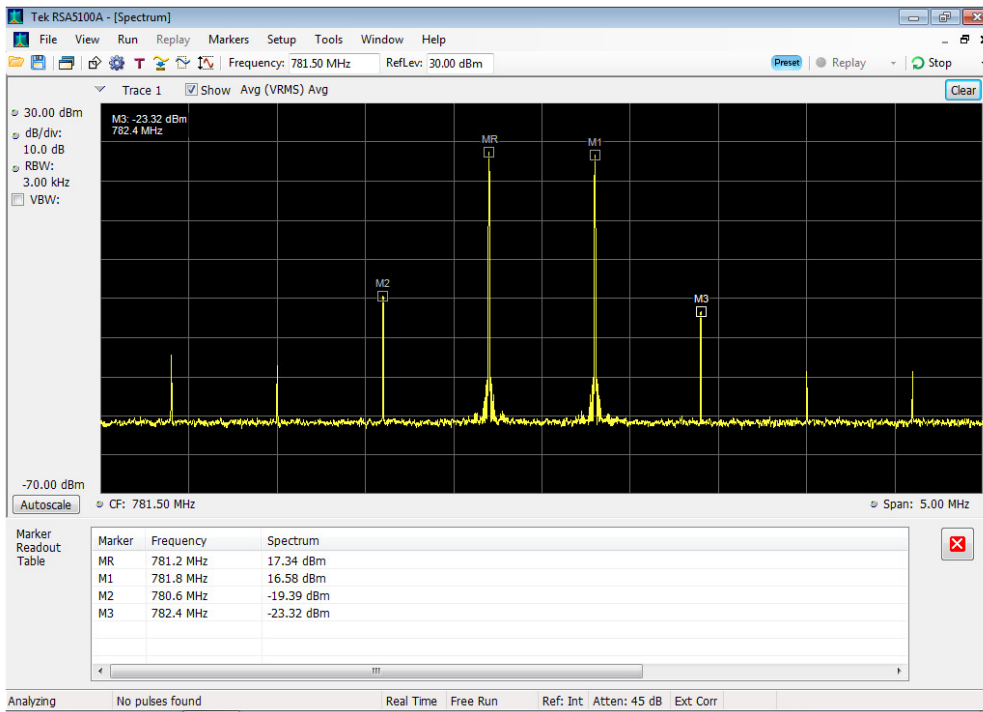 Tek RSA5100A - [Spectrum]
File View Run Replay Markers Setup Tools Window Help
T Frequency: 781.50 MHz RefLev: 30.00 dBm Preset Replay Stop
Trace 1 Show Avg (VRMS) Avg Clear
30.00 dBm
dB/div:
10.0 dB
RBW:
3.00 kHz
VBW:
M3: -23.32 dBm
782.4 MHz
MR
M1
M2
M3
-70.00 dBm
Autoscale CF: 781.50 MHz Span: 5.00 MHz
Marker
Readout
Table
Marker Frequency Spectrum
MR 781.2 MHz 17.34 dBm
M1 781.8 MHz 16.58 dBm
M2 780.6 MHz -19.39 dBm
M3 782.4 MHz -23.32 dBm
Analyzing No pulses found Real Time Free Run Ref: Int Atten: 45 dB Ext Corr